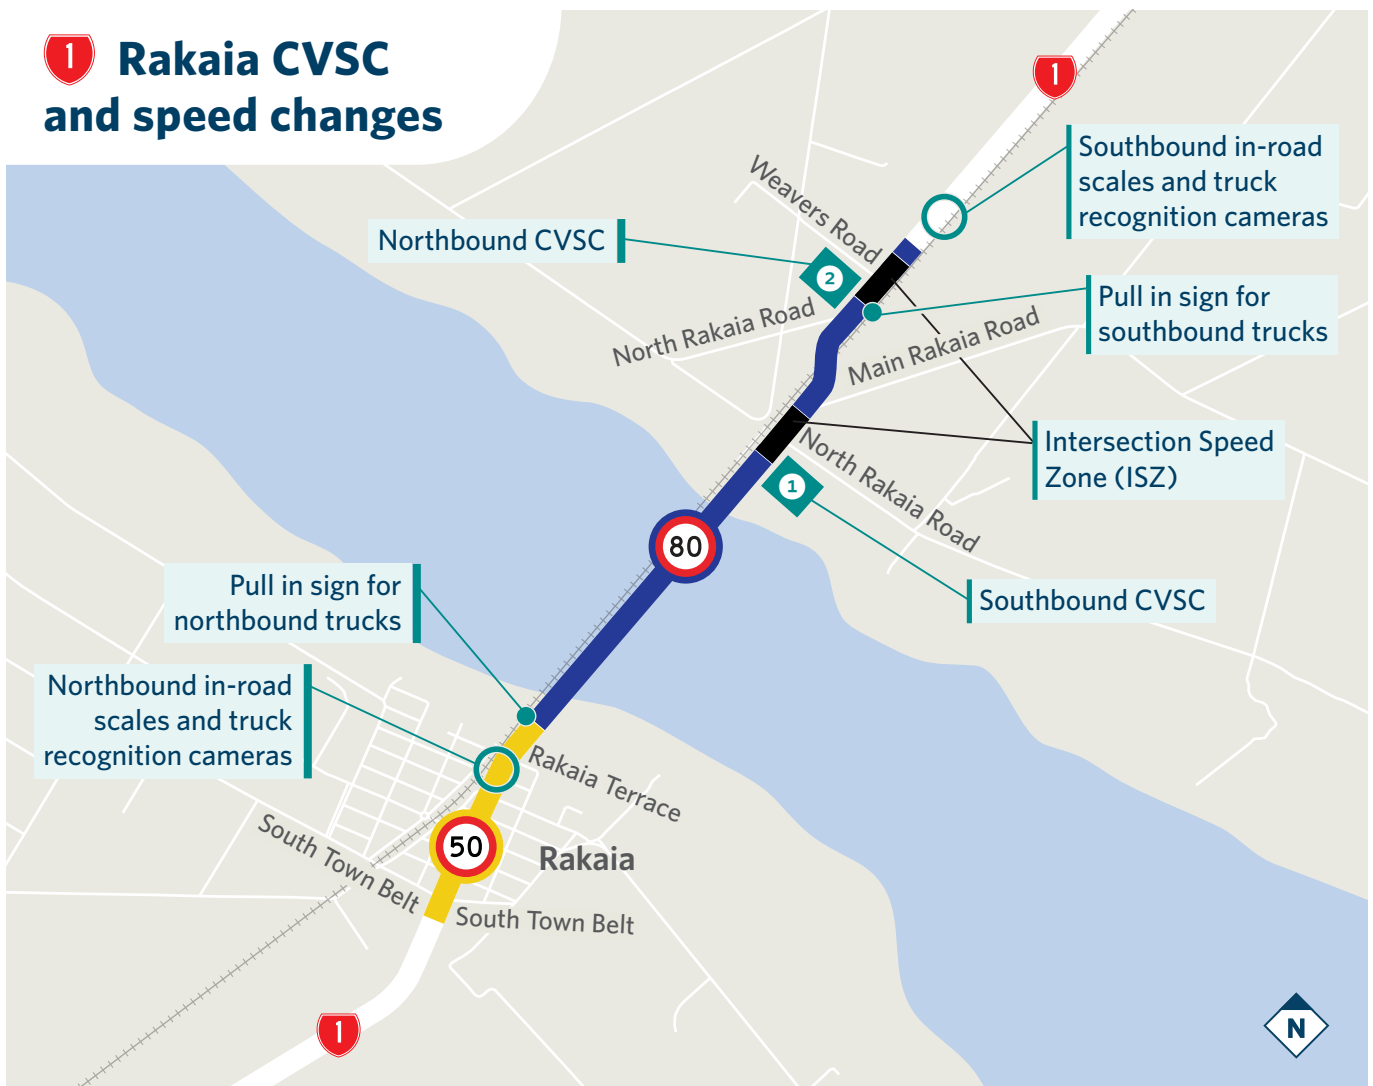 1 Rakaia CVSC
and speed changes
1
Southbound in-road
scales and truck
recognition cameras
Weavers Road
Northbound CVSC
2
Pull in sign for
southbound trucks
North Rakaia Road
Main Rakaia Road
Intersection Speed
Zone (ISZ)
North Rakaia Road
1
80
Southbound CVSC
Pull in sign for
northbound trucks
Northbound in-road
scales and truck
recognition cameras
Rakaia Terrace
South Town Belt
50
Rakaia
South Town Belt
1
N